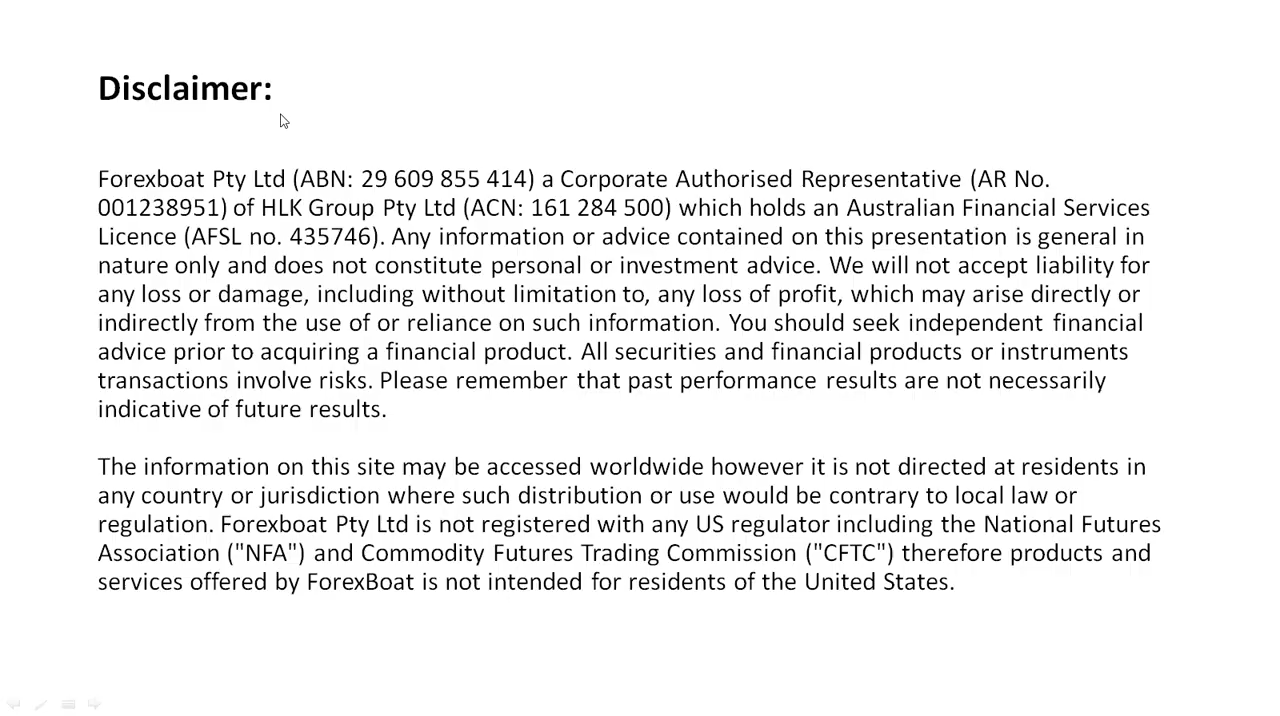 Disclaimer:
Forexboat Pty Ltd (ABN: 29 609 855 414) a Corporate Authorised Representative (AR No.
001238951) of HLK Group Pty Ltd (ACN: 161 284 500) which holds an Australian Financial Services
Licence (AFSL no. 435746). Any information or advice contained on this presentation is general in
nature only and does not constitute personal or investment advice. We will not accept liability for
any loss or damage, including without limitation to, any loss of profit, which may arise directly or
indirectly from the use of or reliance on such information. You should seek independent financial
advice prior to acquiring a financial product. All securities and financial products or instruments
transactions involve risks. Please remember that past performance results are not necessarily
indicative of future results.
The information on this site may be accessed worldwide however it is not directed at residents in
any country or jurisdiction where such distribution or use would be contrary to local law or
regulation. Forexboat Pty Ltd is not registered with any US regulator including the National Futures
Association ("NFA") and Commodity Futures Trading Commission ("CFTC") therefore products and
services offered by ForexBoat is not intended for residents of the United States.